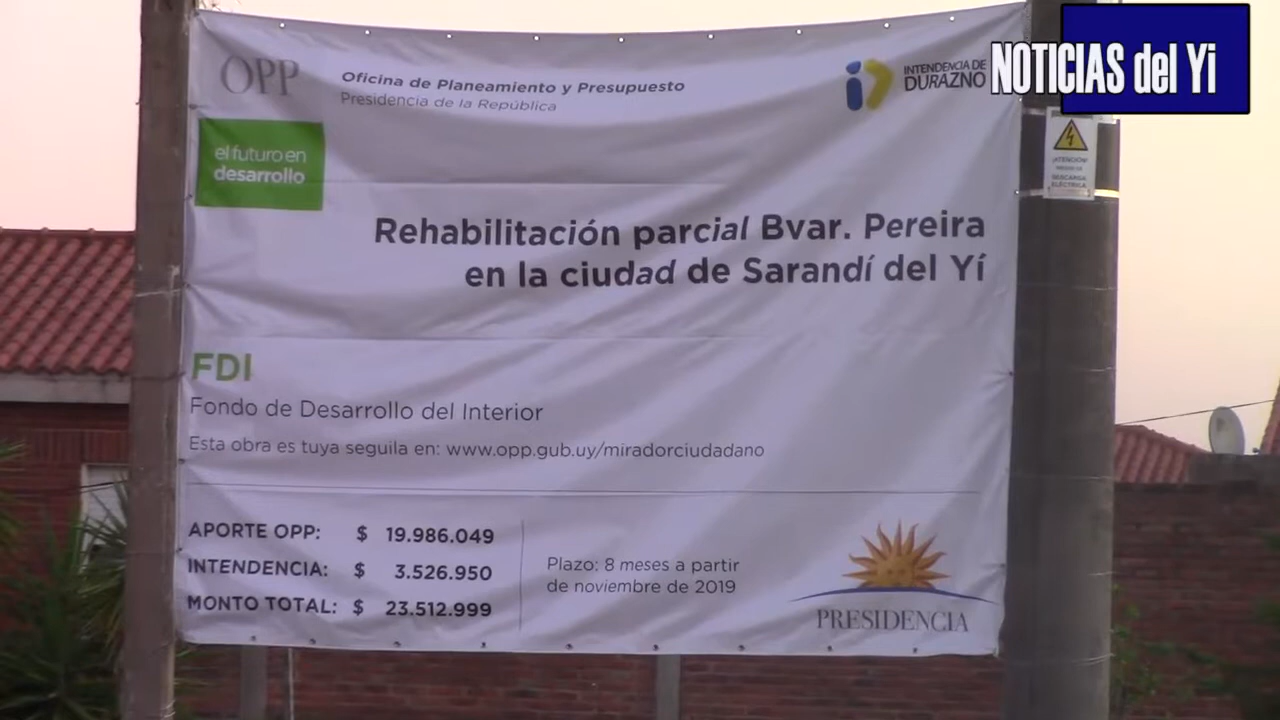 OPP
Oficina de Planeamiento y Presupuesto
Presidencia de la República
INTENDENCIA DE
DURAZNO
NOTICIAS del Yi
el futuro en
desarrollo
¡ATENCIÓN!
DESCARGA
ELÉCTRICA
Rehabilitación parcial Bvar. Pereira
en la ciudad de Sarandí del Yí
FDI
Fondo de Desarrollo del Interior
Esta obra es tuya seguila en: www.opp.gub.uy/miradorciudadano
APORTE OPP: $ 19.986.049
INTENDENCIA: $ 3.526.950
MONTO TOTAL: $ 23.512.999
Plazo: 8 meses a partir
de noviembre de 2019
PRESIDENCIA